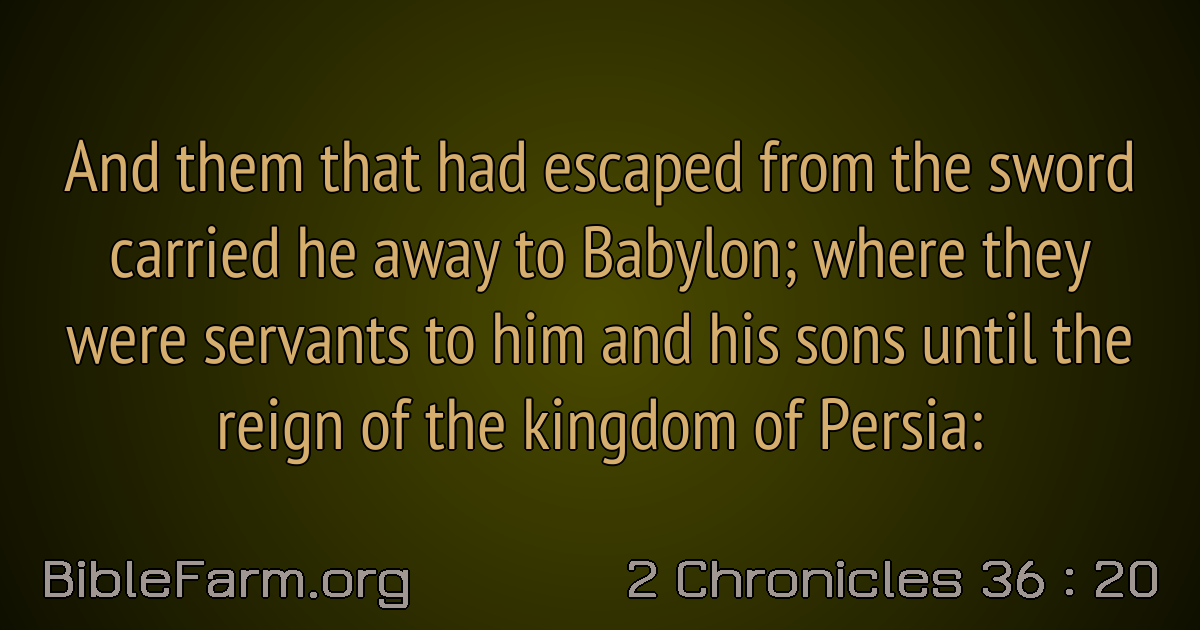 And them that had escaped from the sword
carried he away to Babylon; where they
were servants to him and his sons until the
reign of the kingdom of Persia:
BibleFarm.org
2 Chronicles 36 : 20